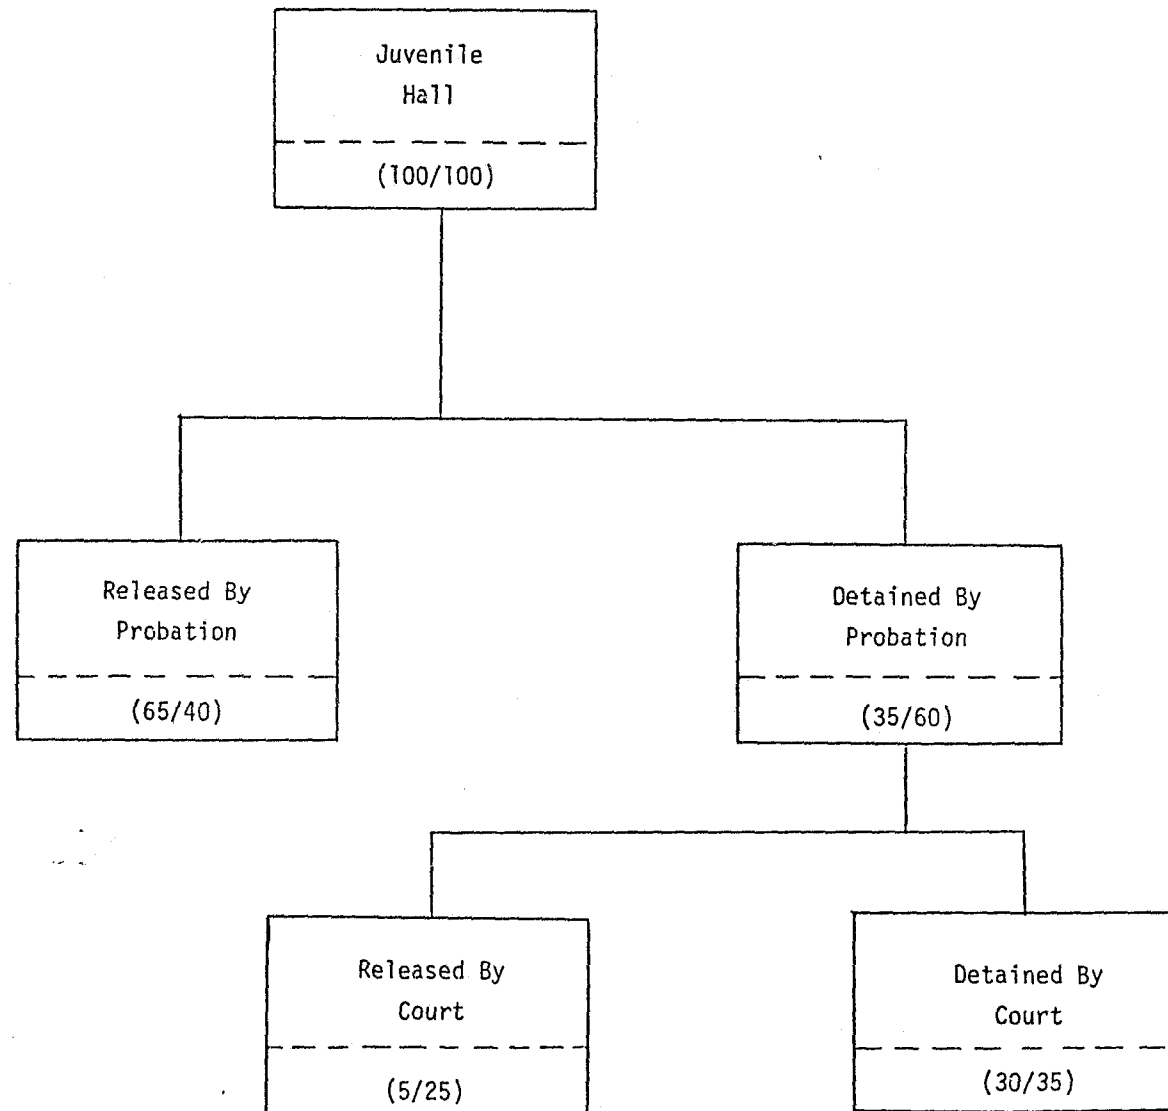 Juvenile
Hall
(100/100)
Released By
Probation
(65/40)
Detained By
Probation
(35/60)
Released By
Court
(5/25)
Detained By
Court
(30/35)